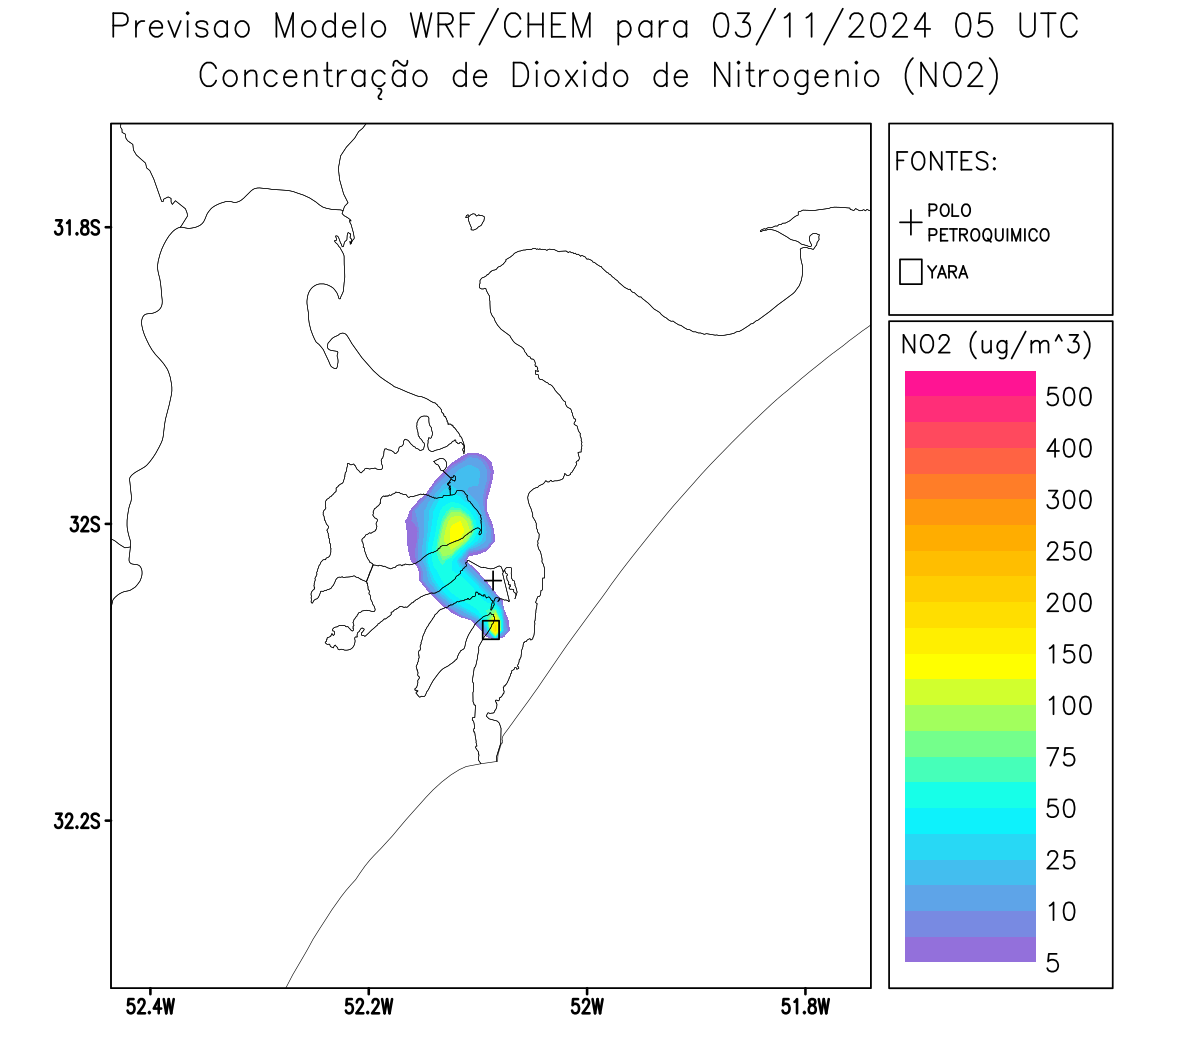 Previsao Modelo WRF/CHEM para 03/11/2024 05 UTC
Concentração de Dioxido de Nitrogenio (NO2)
FONTES:
POLO
PETROQUIMICO
YARA
NO2 (ug/m^3)
500
400
300
250
200
150
100
75
50
25
10
5
31.8S
32S
32.2S
52.4W
52.2W
52W
51.8W